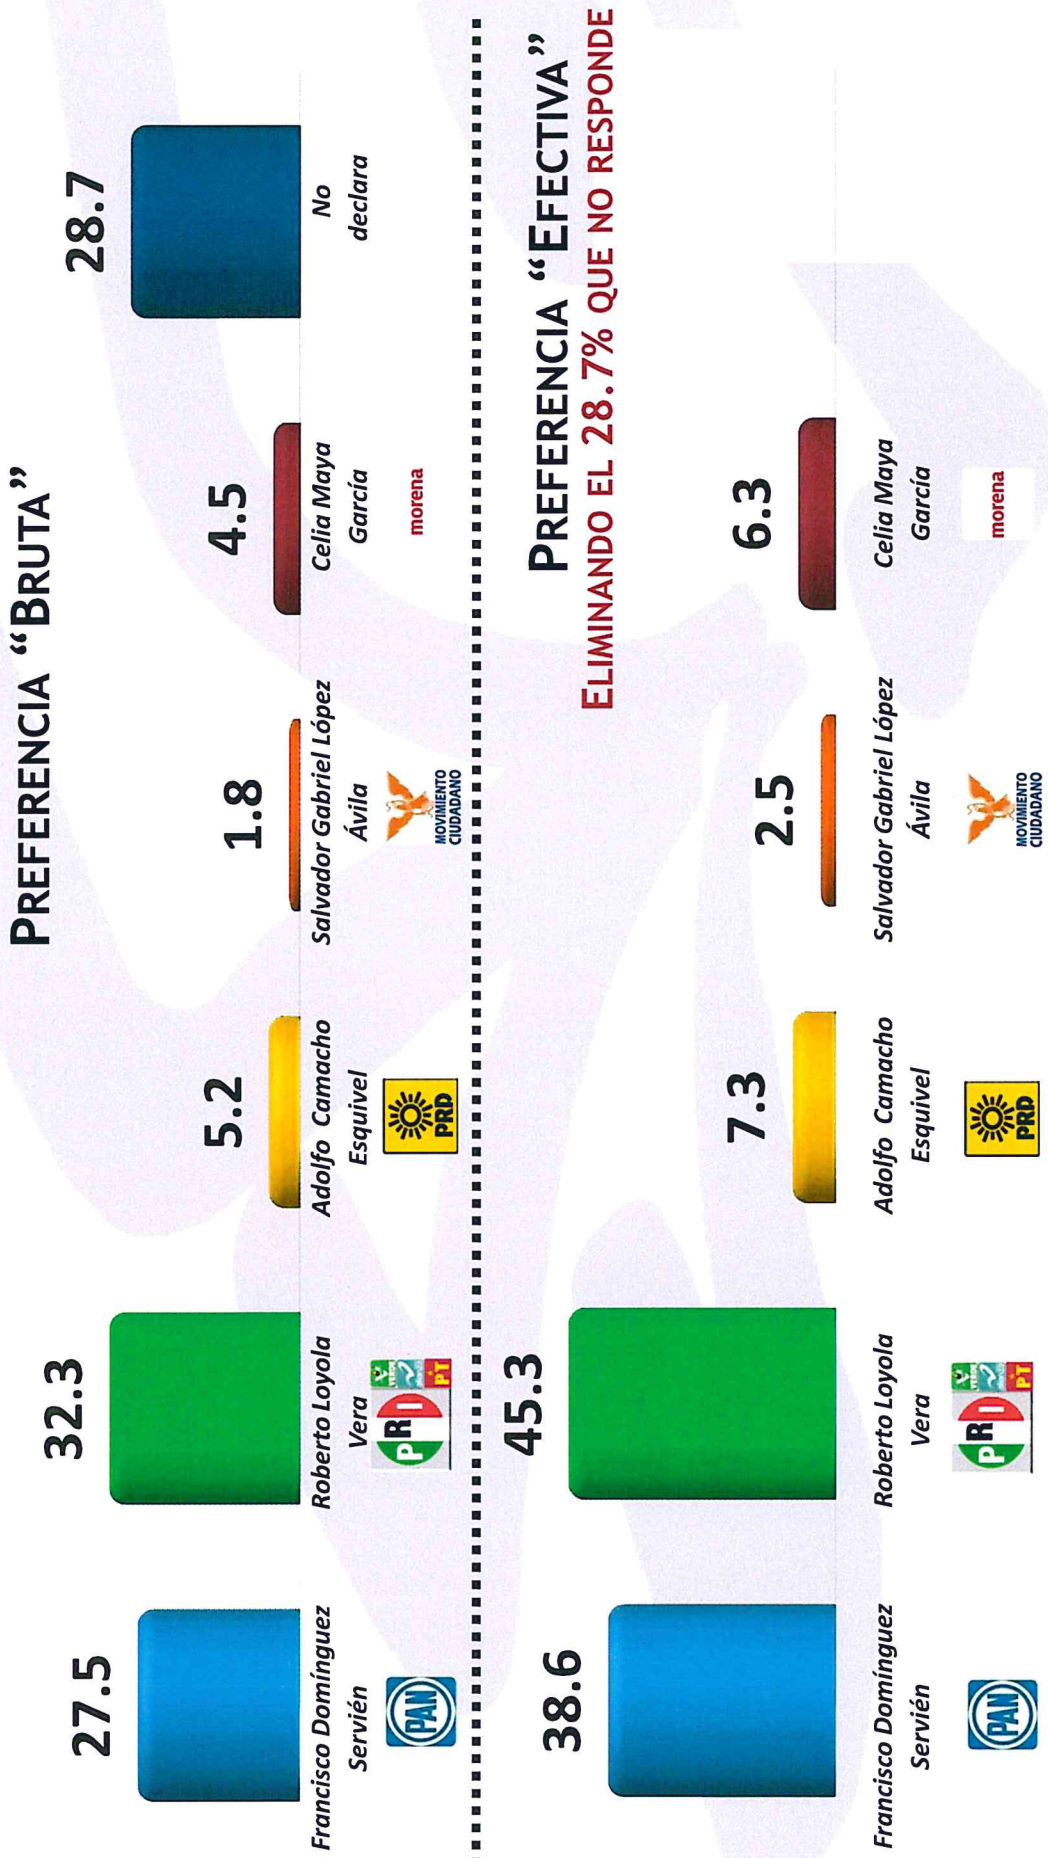 PREFERENCIA “BRUTA”
27.5
32.3
5.2
1.8
4.5
28.7
Francisco Domínguez
Servién
Roberto Loyola
Vera
Adolfo Camacho
Esquivel
Salvador Gabriel López
Ávila
Celia Maya
García
No
declara
PAN
PRI
VERDE
PT
PRD
MOVIMIENTO
CIUDADANO
morena
PREFERENCIA “EFECTIVA”
ELIMINANDO EL 28.7% QUE NO RESPONDE
38.6
45.3
7.3
2.5
6.3
Francisco Domínguez
Servién
Roberto Loyola
Vera
Adolfo Camacho
Esquivel
Salvador Gabriel López
Ávila
Celia Maya
García
PAN
PRI
VERDE
PT
PRD
MOVIMIENTO
CIUDADANO
morena